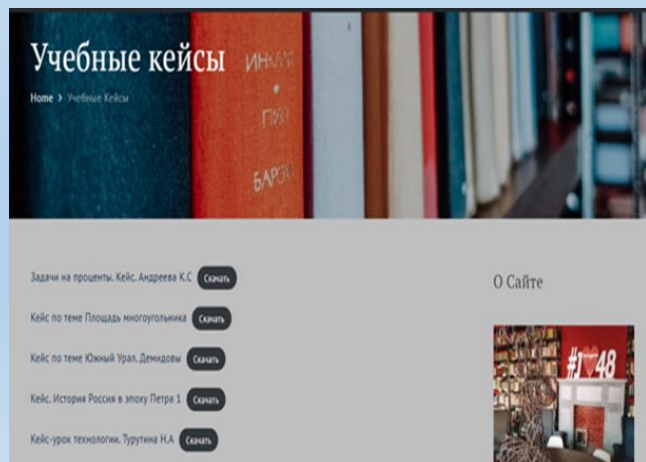 Учебные кейсы
Home > Учебные Кейсы
БАРСТУ
Задачи на проценты. Кейс. Андреева К.С Скачать
Кейс по теме Площадь многоугольника Скачать
Кейс по теме Южный Урал. Демидовы Скачать
Кейс. История Россия в эпоху Петра 1 Скачать
Кейс-урок технологии. Турутина Н.А Скачать
О Сайте